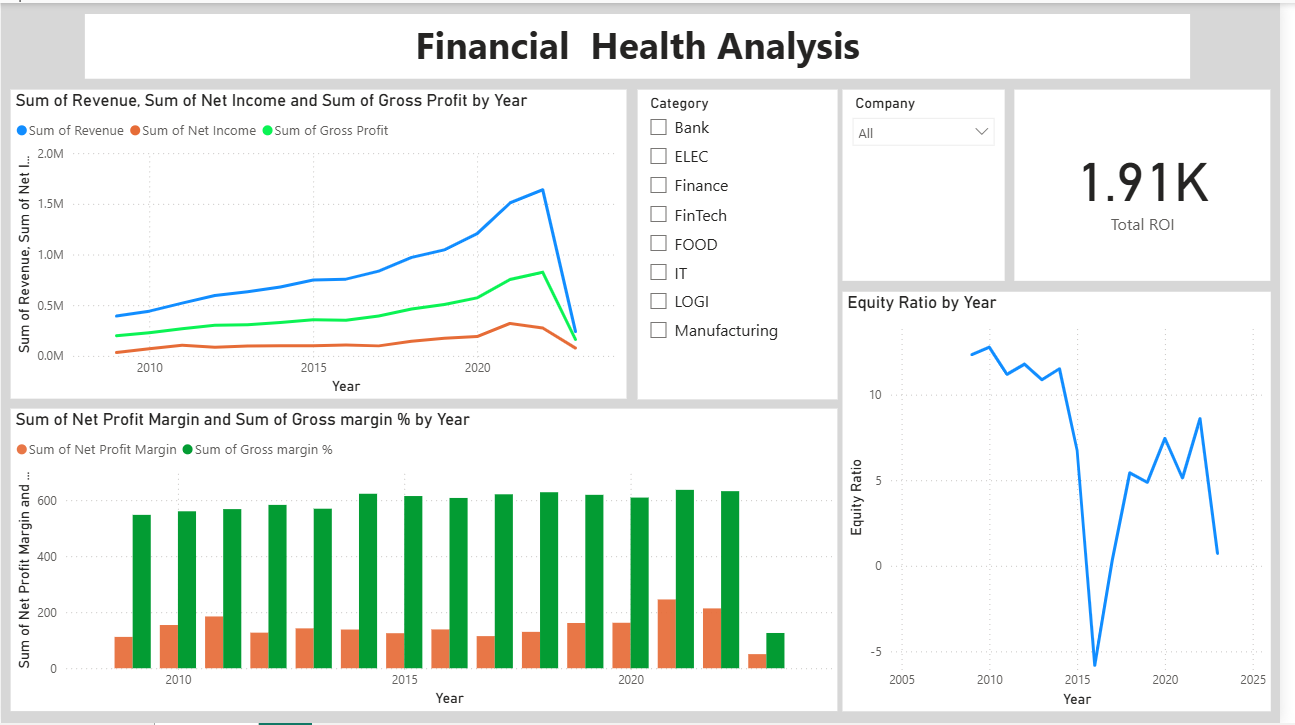 Financial  Health Analysis
Sum of Revenue, Sum of Net Income and Sum of Gross Profit by Year
Sum of Revenue Sum of Net Income Sum of Gross Profit
Sum of Revenue, Sum of Net I...
2.0M
1.5M
1.0M
0.5M
0.0M
2010 2015 2020
Year
Category
Bank
ELEC
Finance
FinTech
FOOD
IT
LOGI
Manufacturing
Company
All
1.91K
Total ROI
Sum of Net Profit Margin and Sum of Gross margin % by Year
Sum of Net Profit Margin Sum of Gross margin %
Sum of Net Profit Margin and ...
600
400
200
0
2010 2015 2020
Year
Equity Ratio by Year
Equity Ratio
10
5
0
-5
2005 2010 2015 2020 2025
Year